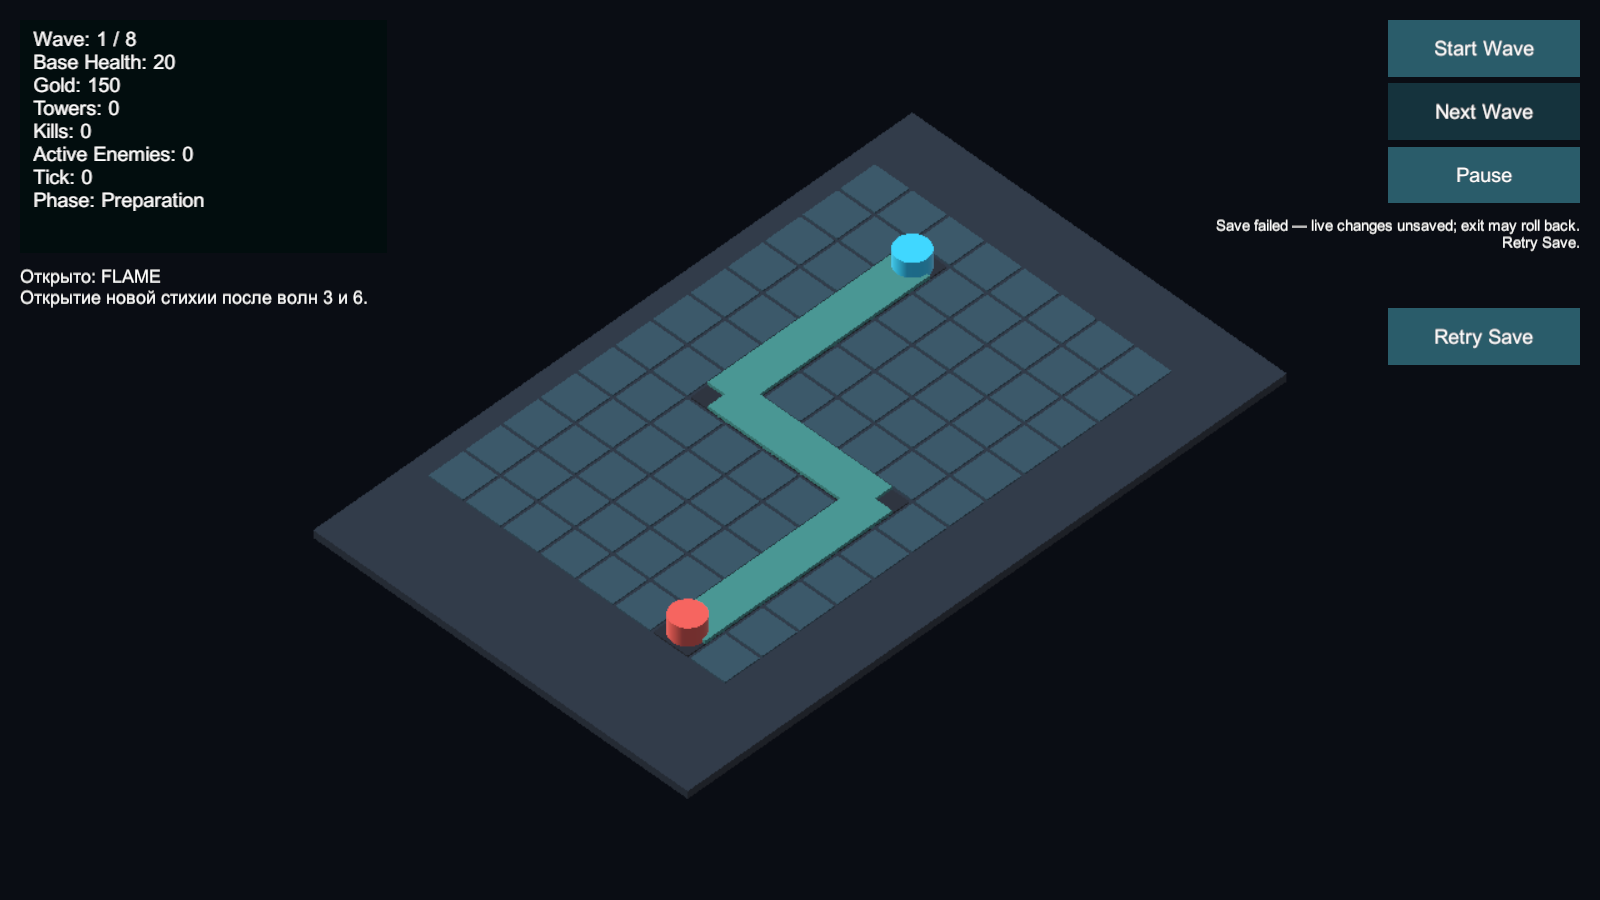 Wave: 1 / 8
Base Health: 20
Gold: 150
Towers: 0
Kills: 0
Active Enemies: 0
Tick: 0
Phase: Preparation
Открыто: FLAME
Открытие новой стихии после волн 3 и 6.
Start Wave
Next Wave
Pause
Save failed — live changes unsaved; exit may roll back.
Retry Save.
Retry Save